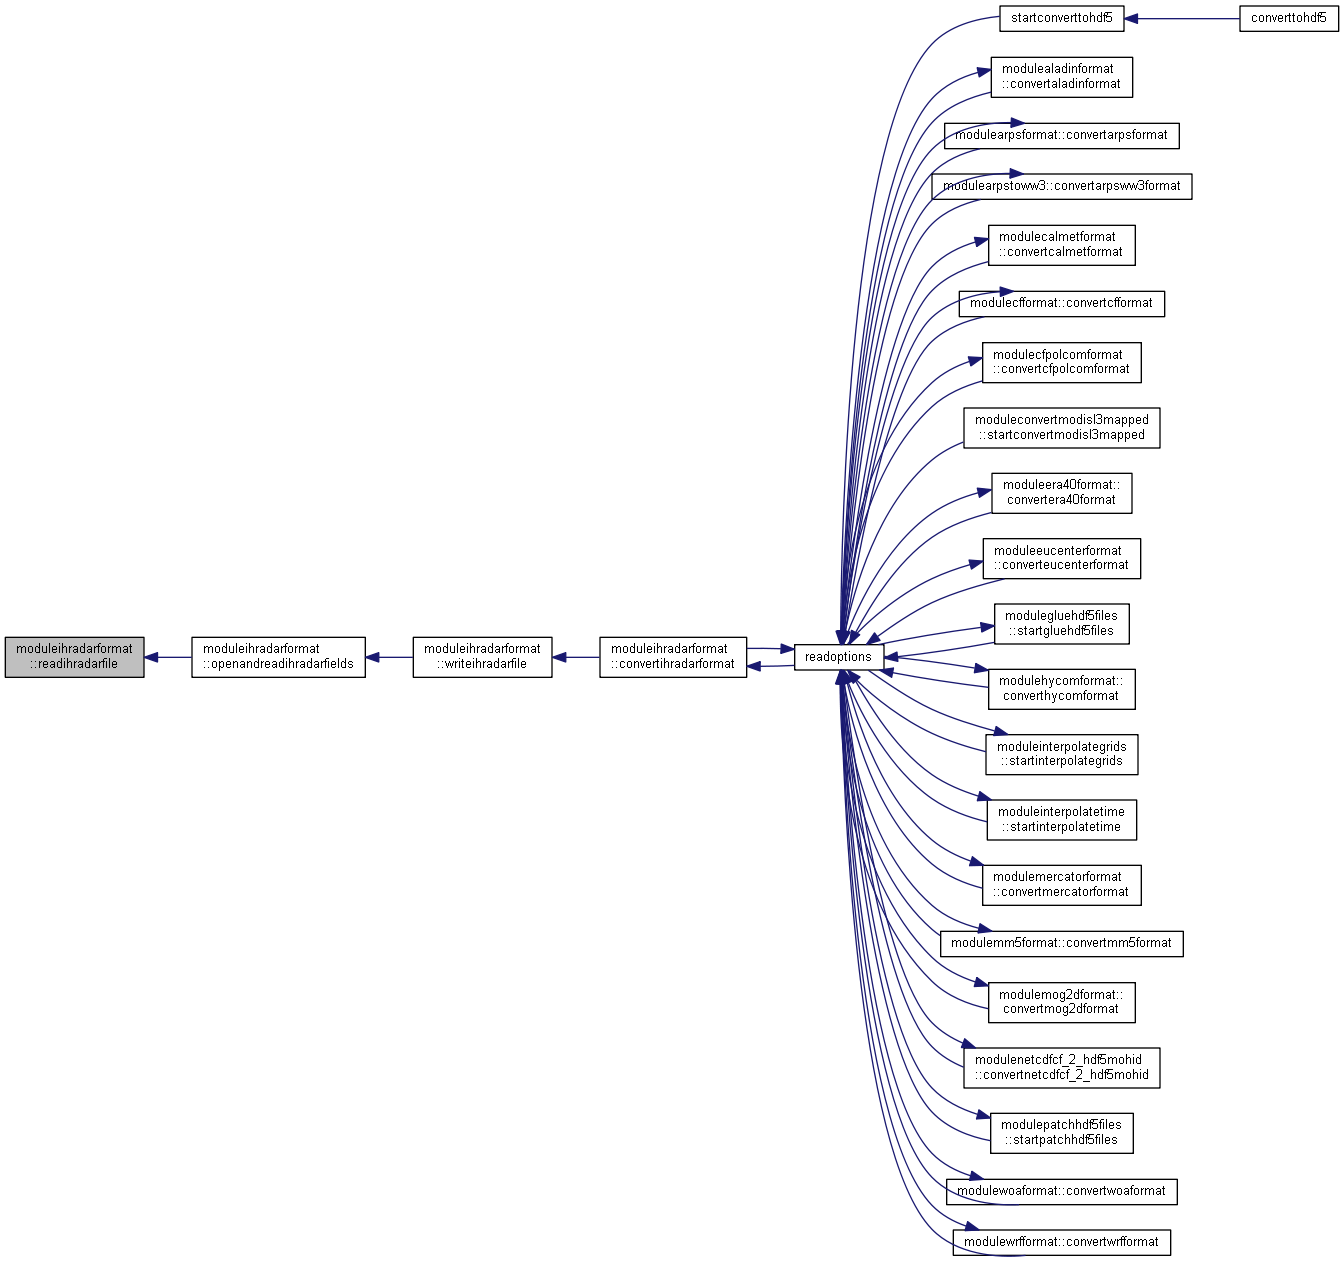 moduleihradarformat
::readihradarfile
moduleihradarformat
::openandreadihradarfields
moduleihradarformat
::writeihradarfile
moduleihradarformat
::convertihradarformat
readoptions
startconverttohdf5
converttohdf5
modulealadinformat
::convertaladinformat
modulearpsformat::convertarpsformat
modulearpstoww3::convertarpsww3format
modulecalmetformat
::convertcalmetformat
modulecfformat::convertcfformat
modulecfpolcomformat
::convertcfpolcomformat
moduleconvertmodisl3mapped
::startconvertmodisl3mapped
moduleera40format::
convertera40format
moduleeucenterformat
::converteucenterformat
modulegluehdf5files
::startgluehdf5files
modulehycomformat::
converthycomformat
moduleinterpolategrids
::startinterpolategrids
moduleinterpolatetime
::startinterpolatetime
modulemercatorformat
::convertmercatorformat
modulemm5format::convertmm5format
modulemog2dformat::
convertmog2dformat
modulenetcdfcf_2_hdf5mohid
::convertnetcdfcf_2_hdf5mohid
modulepatchhdf5files
::startpatchhdf5files
modulewoaformat::convertwoaformat
modulewrfformat::convertwrfformat